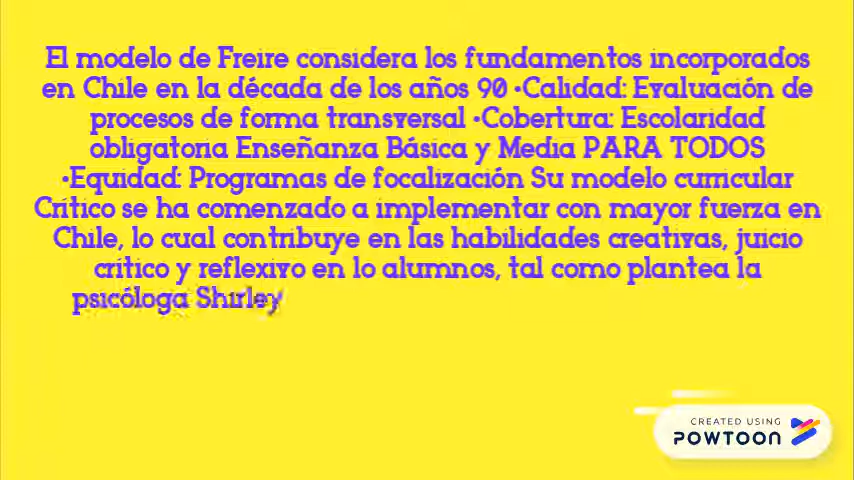 El modelo de Freire considera los fundamentos incorporados
en Chile en la década de los años 90 •Calidad: Evaluación de
procesos de forma transversal •Cobertura: Escolaridad
obligatoria Enseñanza Básica y Media PARA TODOS
•Equidad: Programas de focalización Su modelo curricular
Crítico se ha comenzado a implementar con mayor fuerza en
Chile, lo cual contribuye en las habilidades creativas, juicio
crítico y reflexivo en lo alumnos, tal como plantea la
psicóloga Shirley
CREATED USING
POWTOON